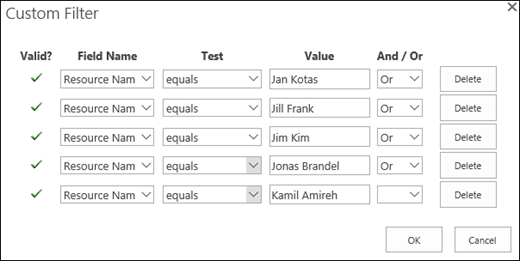 Custom Filter
Valid? Field Name Test Value And / Or
Resource Nam equals Jan Kotas Or Delete
Resource Nam equals Jill Frank Or Delete
Resource Nam equals Jim Kim Or Delete
Resource Nam equals Jonas Brandel Or Delete
Resource Nam equals Kamil Amireh Delete
OK Cancel